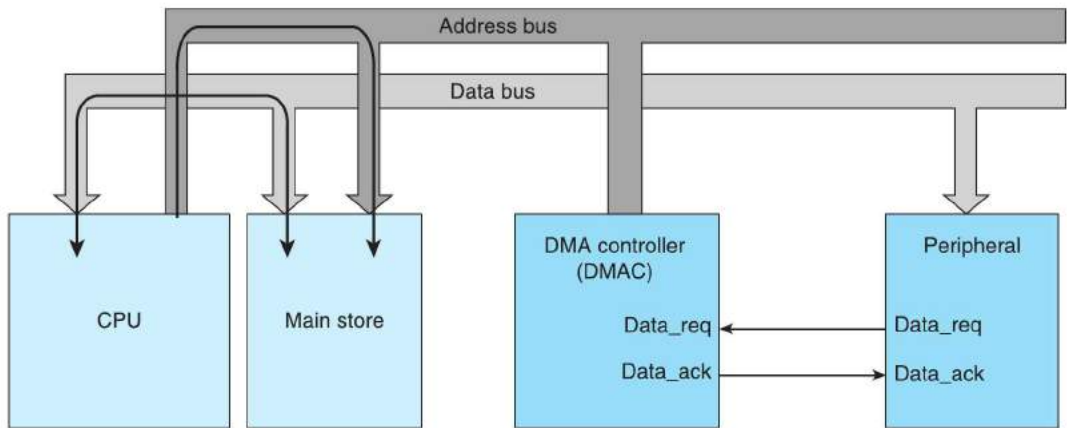 Address bus
Data bus
CPU
Main store
DMA controller
(DMAC)
Peripheral
Data_req
Data_req
Data_ack
Data_ack